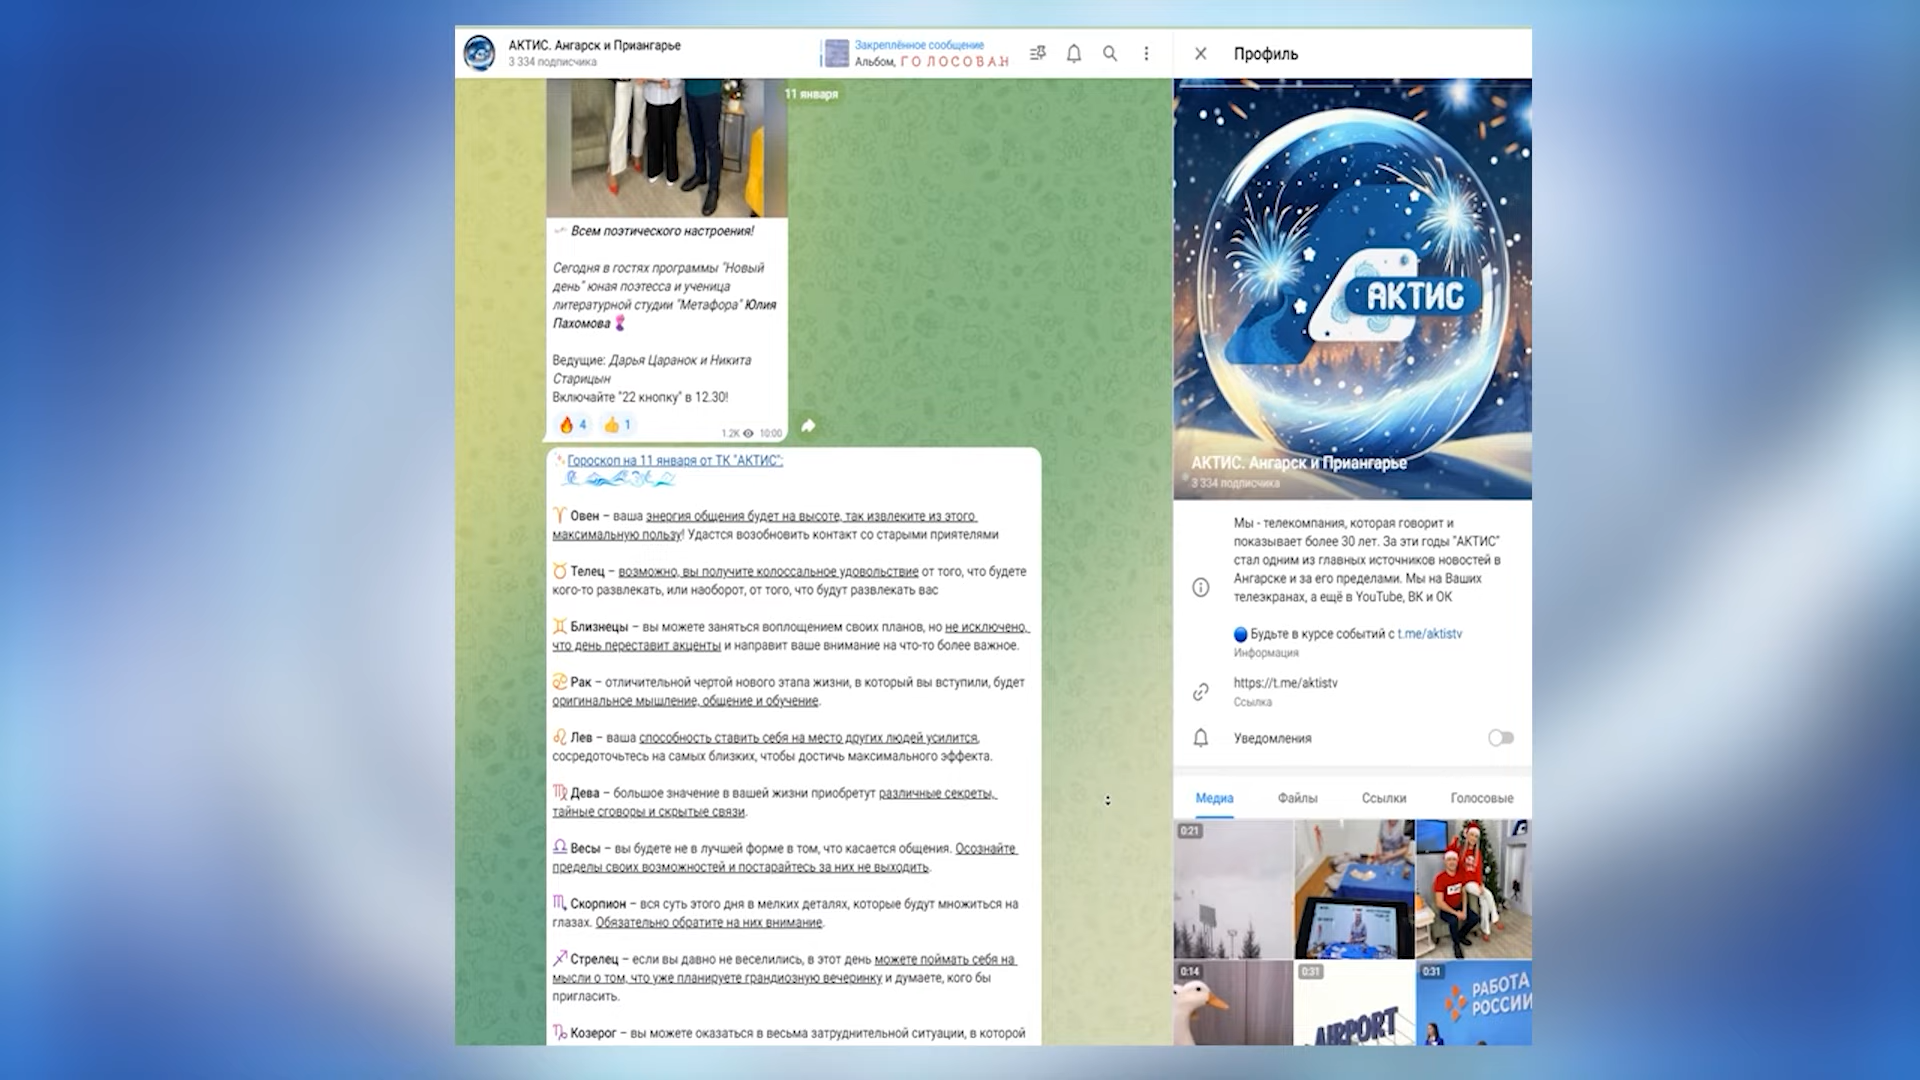 АКТИС. Ангарск и Приангарье
3 334 подписчика
Закреплённое сообщение
Альбом, ГОЛОСОВАН
11 января
Всем поэтического настроения!
Сегодня в гостях программы "Новый
день" юная поэтесса и ученица
литературной студии "Метафора" Юлия
Пахомова
Ведущие: Дарья Царанок и Никита
Старицын
Включайте "22 кнопку" в 12.30!
4
1
1.2K 10:00
Гороскоп на 11 января от ТК "АКТИС":
Овен – ваша энергия общения будет на высоте, так извлеките из этого
максимальную пользу! Удастся возобновить контакт со старыми приятелями
Телец – возможно, вы получите колоссальное удовольствие от того, что будете
кого-то развлекать, или наоборот, от того, что будут развлекать вас
Близнецы – вы можете заняться воплощением своих планов, но не исключено,
что день переставит акценты и направит ваше внимание на что-то более важное.
Рак – отличительной чертой нового этапа жизни, в который вы вступили, будет
оригинальное мышление, общение и обучение.
Лев – ваша способность ставить себя на место других людей усилится,
сосредоточьтесь на самых близких, чтобы достичь максимального эффекта.
Дева – большое значение в вашей жизни приобретут различные секреты,
тайные сговоры и скрытые связи.
Весы – вы будете не в лучшей форме в том, что касается общения. Осознайте
пределы своих возможностей и постарайтесь за них не выходить.
Скорпион – вся суть этого дня в мелких деталях, которые будут множиться на
глазах. Обязательно обратите на них внимание.
Стрелец – если вы давно не веселились, в этот день можете поймать себя на
мысли о том, что уже планируете грандиозную вечеринку и думаете, кого бы
пригласить.
Козерог – вы можете оказаться в весьма затруднительной ситуации, в которой
Профиль
АКТИС
АКТИС. Ангарск и Приангарье
3 334 подписчика
Мы - телекомпания, которая говорит и
показывает более 30 лет. За эти годы "АКТИС"
стал одним из главных источников новостей в
Ангарске и за его пределами. Мы на Ваших
телеэкранах, а ещё в YouTube, ВК и ОК
Будьте в курсе событий с t.me/aktistv
Информация
https://t.me/aktistv
Ссылка
Уведомления
Медиа Файлы Ссылки Голосовые
0:21
0:14
0:31
AIRPORT
0:31
РАБОТА
РОССИИ